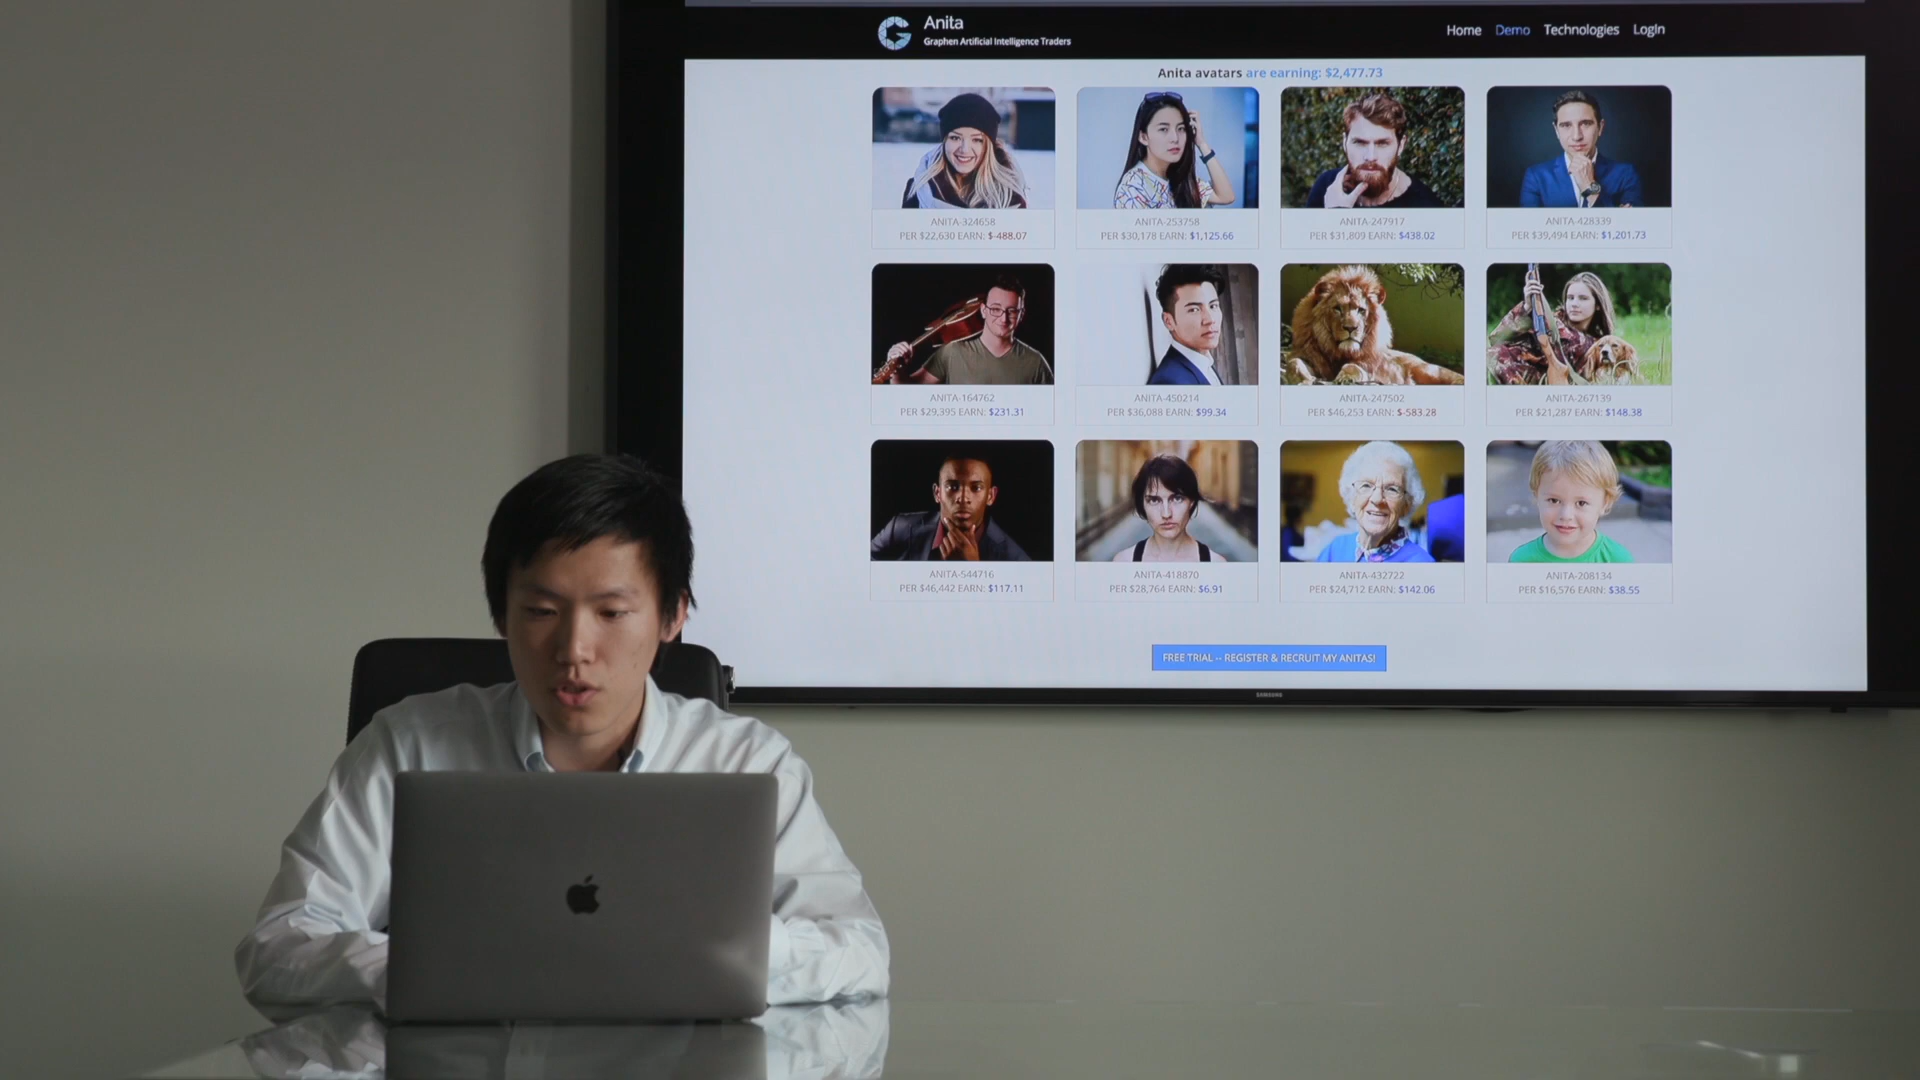 Anita
Graphen Artificial Intelligence Traders
Home Demo Technologies LogIn
Anita avatars are earning: $2,477.73
ANITA-324658
PER $22,630 EARN: $-488.07
ANITA-253758
PER $30,178 EARN: $1,125.66
ANITA-247917
PER $31,809 EARN: $438.02
ANITA-428339
PER $39,494 EARN: $1,201.73
ANITA-164762
PER $29,395 EARN: $231.31
ANITA-450214
PER $36,088 EARN: $99.34
ANITA-247502
PER $46,253 EARN: $-583.28
ANITA-267139
PER $21,287 EARN: $148.38
ANITA-544716
PER $46,442 EARN: $117.11
ANITA-418870
PER $28,764 EARN: $6.91
ANITA-432722
PER $24,712 EARN: $142.06
ANITA-208134
PER $16,576 EARN: $38.55
FREE TRIAL -- REGISTER & RECRUIT MY ANITAS!
SAMSUNG